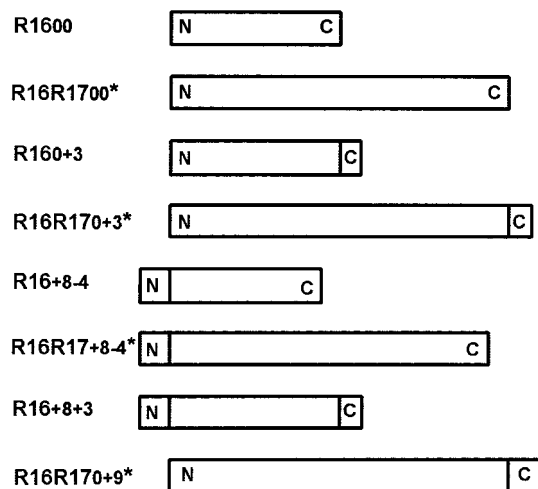 R1600 N C
R16R1700* N C
R160+3 N C
R16R170+3* N C
R16+8-4 N C
R16R17+8-4* N C
R16+8+3 N C
R16R170+9* N C